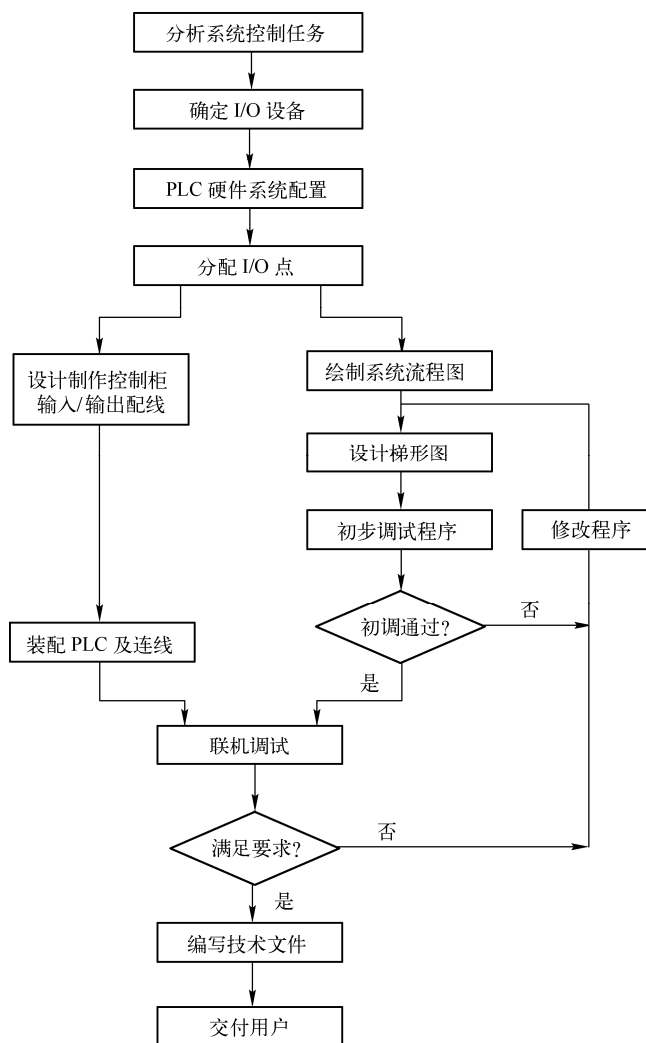 分析系统控制任务
确定 I/O 设备
PLC 硬件系统配置
分配 I/O 点
设计制作控制柜
输入/输出配线
绘制系统流程图
设计梯形图
初步调试程序
修改程序
初调通过?
否
装配 PLC 及连线
是
联机调试
满足要求?
否
是
编写技术文件
交付用户